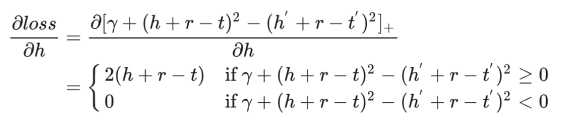 ∂loss/∂h = ∂[γ + (h + r − t)² − (h′ + r − t′)²]₊/∂h
= { 2(h + r − t) if γ + (h + r − t)² − (h′ + r − t′)² ≥ 0
0 if γ + (h + r − t)² − (h′ + r − t′)² < 0